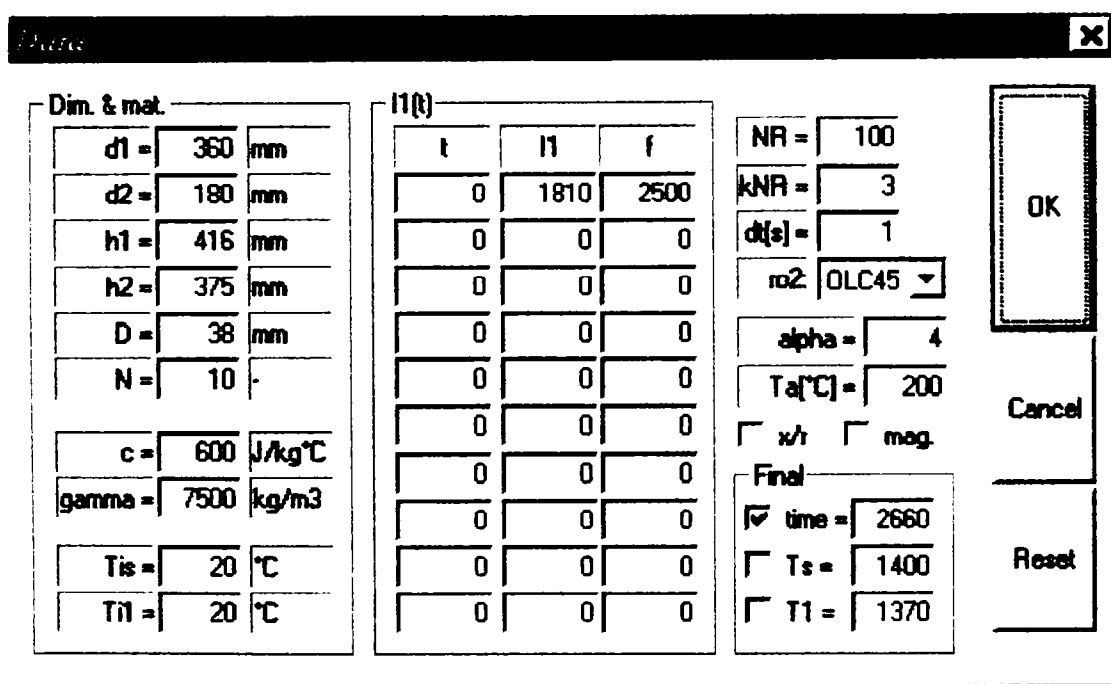 Data
Dim. & mat.
d1 = 360 mm
d2 = 180 mm
h1 = 416 mm
h2 = 375 mm
D = 38 mm
N = 10 -
c = 600 J/kg°C
gamma = 7500 kg/m3
Tis = 20 °C
Ti1 = 20 °C
I1(t)
t I1 f
0 1810 2500
0 0 0
0 0 0
0 0 0
0 0 0
0 0 0
0 0 0
0 0 0
0 0 0
0 0 0
NR = 100
kNR = 3
dt[s] = 1
ro2: OLC45
alpha = 4
Ta[°C] = 200
x/r mag.
Final
time = 2660
Ts = 1400
T1 = 1370
OK
Cancel
Reset